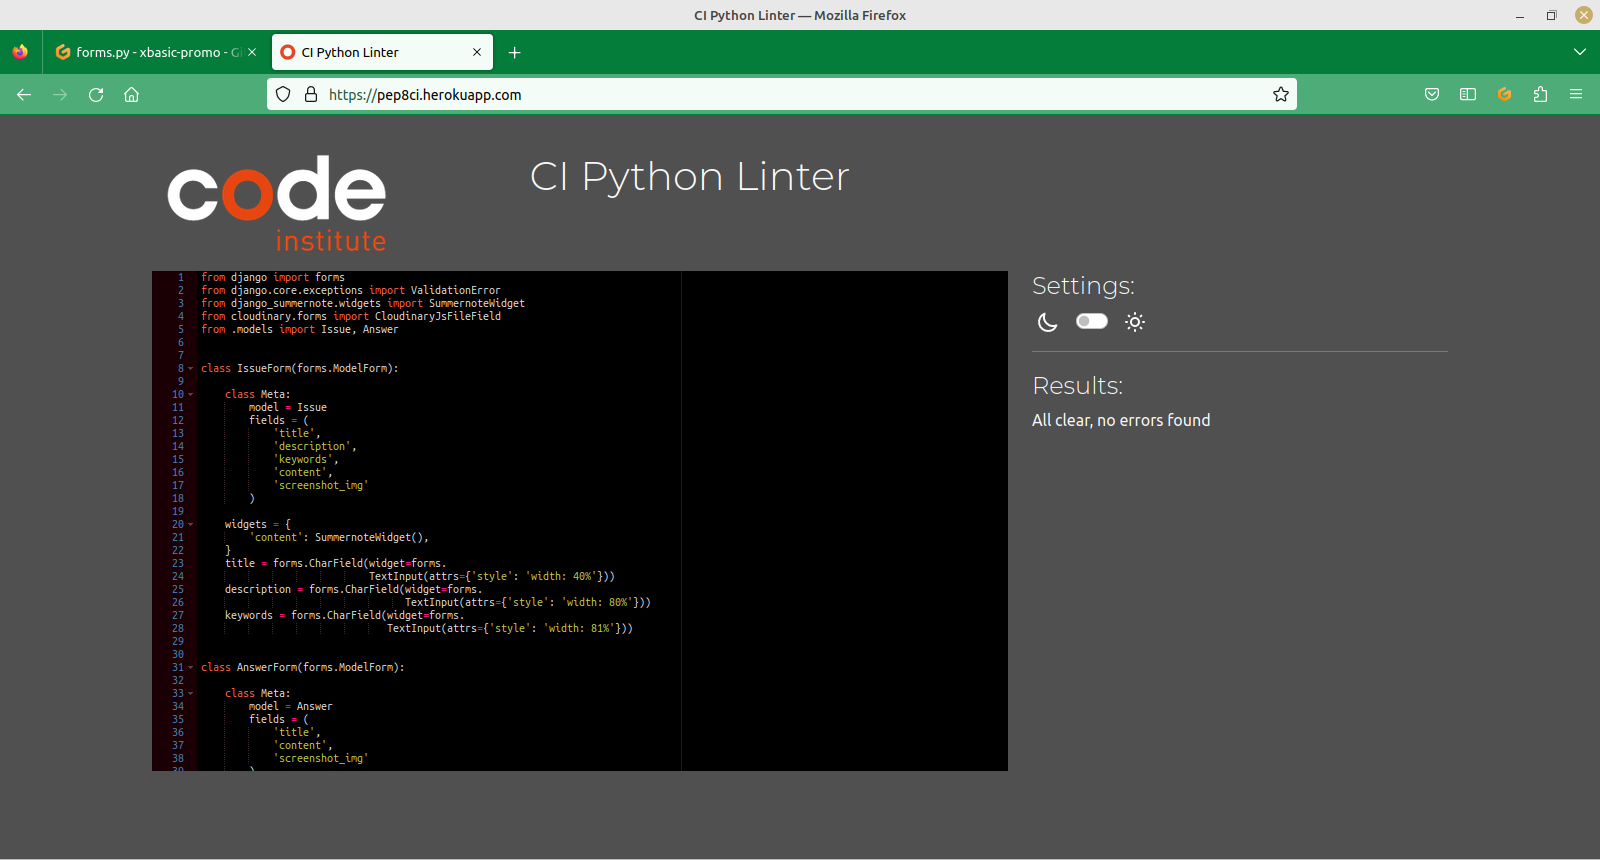 CI Python Linter — Mozilla Firefox
forms.py - xbasic-promo - Gi
CI Python Linter
https://pep8ci.herokuapp.com
code
institute
CI Python Linter
1 from django import forms
2 from django.core.exceptions import ValidationError
3 from django_summernote.widgets import SummernoteWidget
4 from cloudinary.forms import CloudinaryJsFileField
5 from .models import Issue, Answer
6
7
8 class IssueForm(forms.ModelForm):
9
10 class Meta:
11 model = Issue
12 fields = (
13 'title',
14 'description',
15 'keywords',
16 'content',
17 'screenshot_img'
18 )
19
20 widgets = {
21 'content': SummernoteWidget(),
22 }
23 title = forms.CharField(widget=forms.
24 TextInput(attrs={'style': 'width: 40%'}))
25 description = forms.CharField(widget=forms.
26 TextInput(attrs={'style': 'width: 80%'}))
27 keywords = forms.CharField(widget=forms.
28 TextInput(attrs={'style': 'width: 81%'}))
29
30
31 class AnswerForm(forms.ModelForm):
32
33 class Meta:
34 model = Answer
35 fields = (
36 'title',
37 'content',
38 'screenshot_img'
39 )
Settings:
Results:
All clear, no errors found